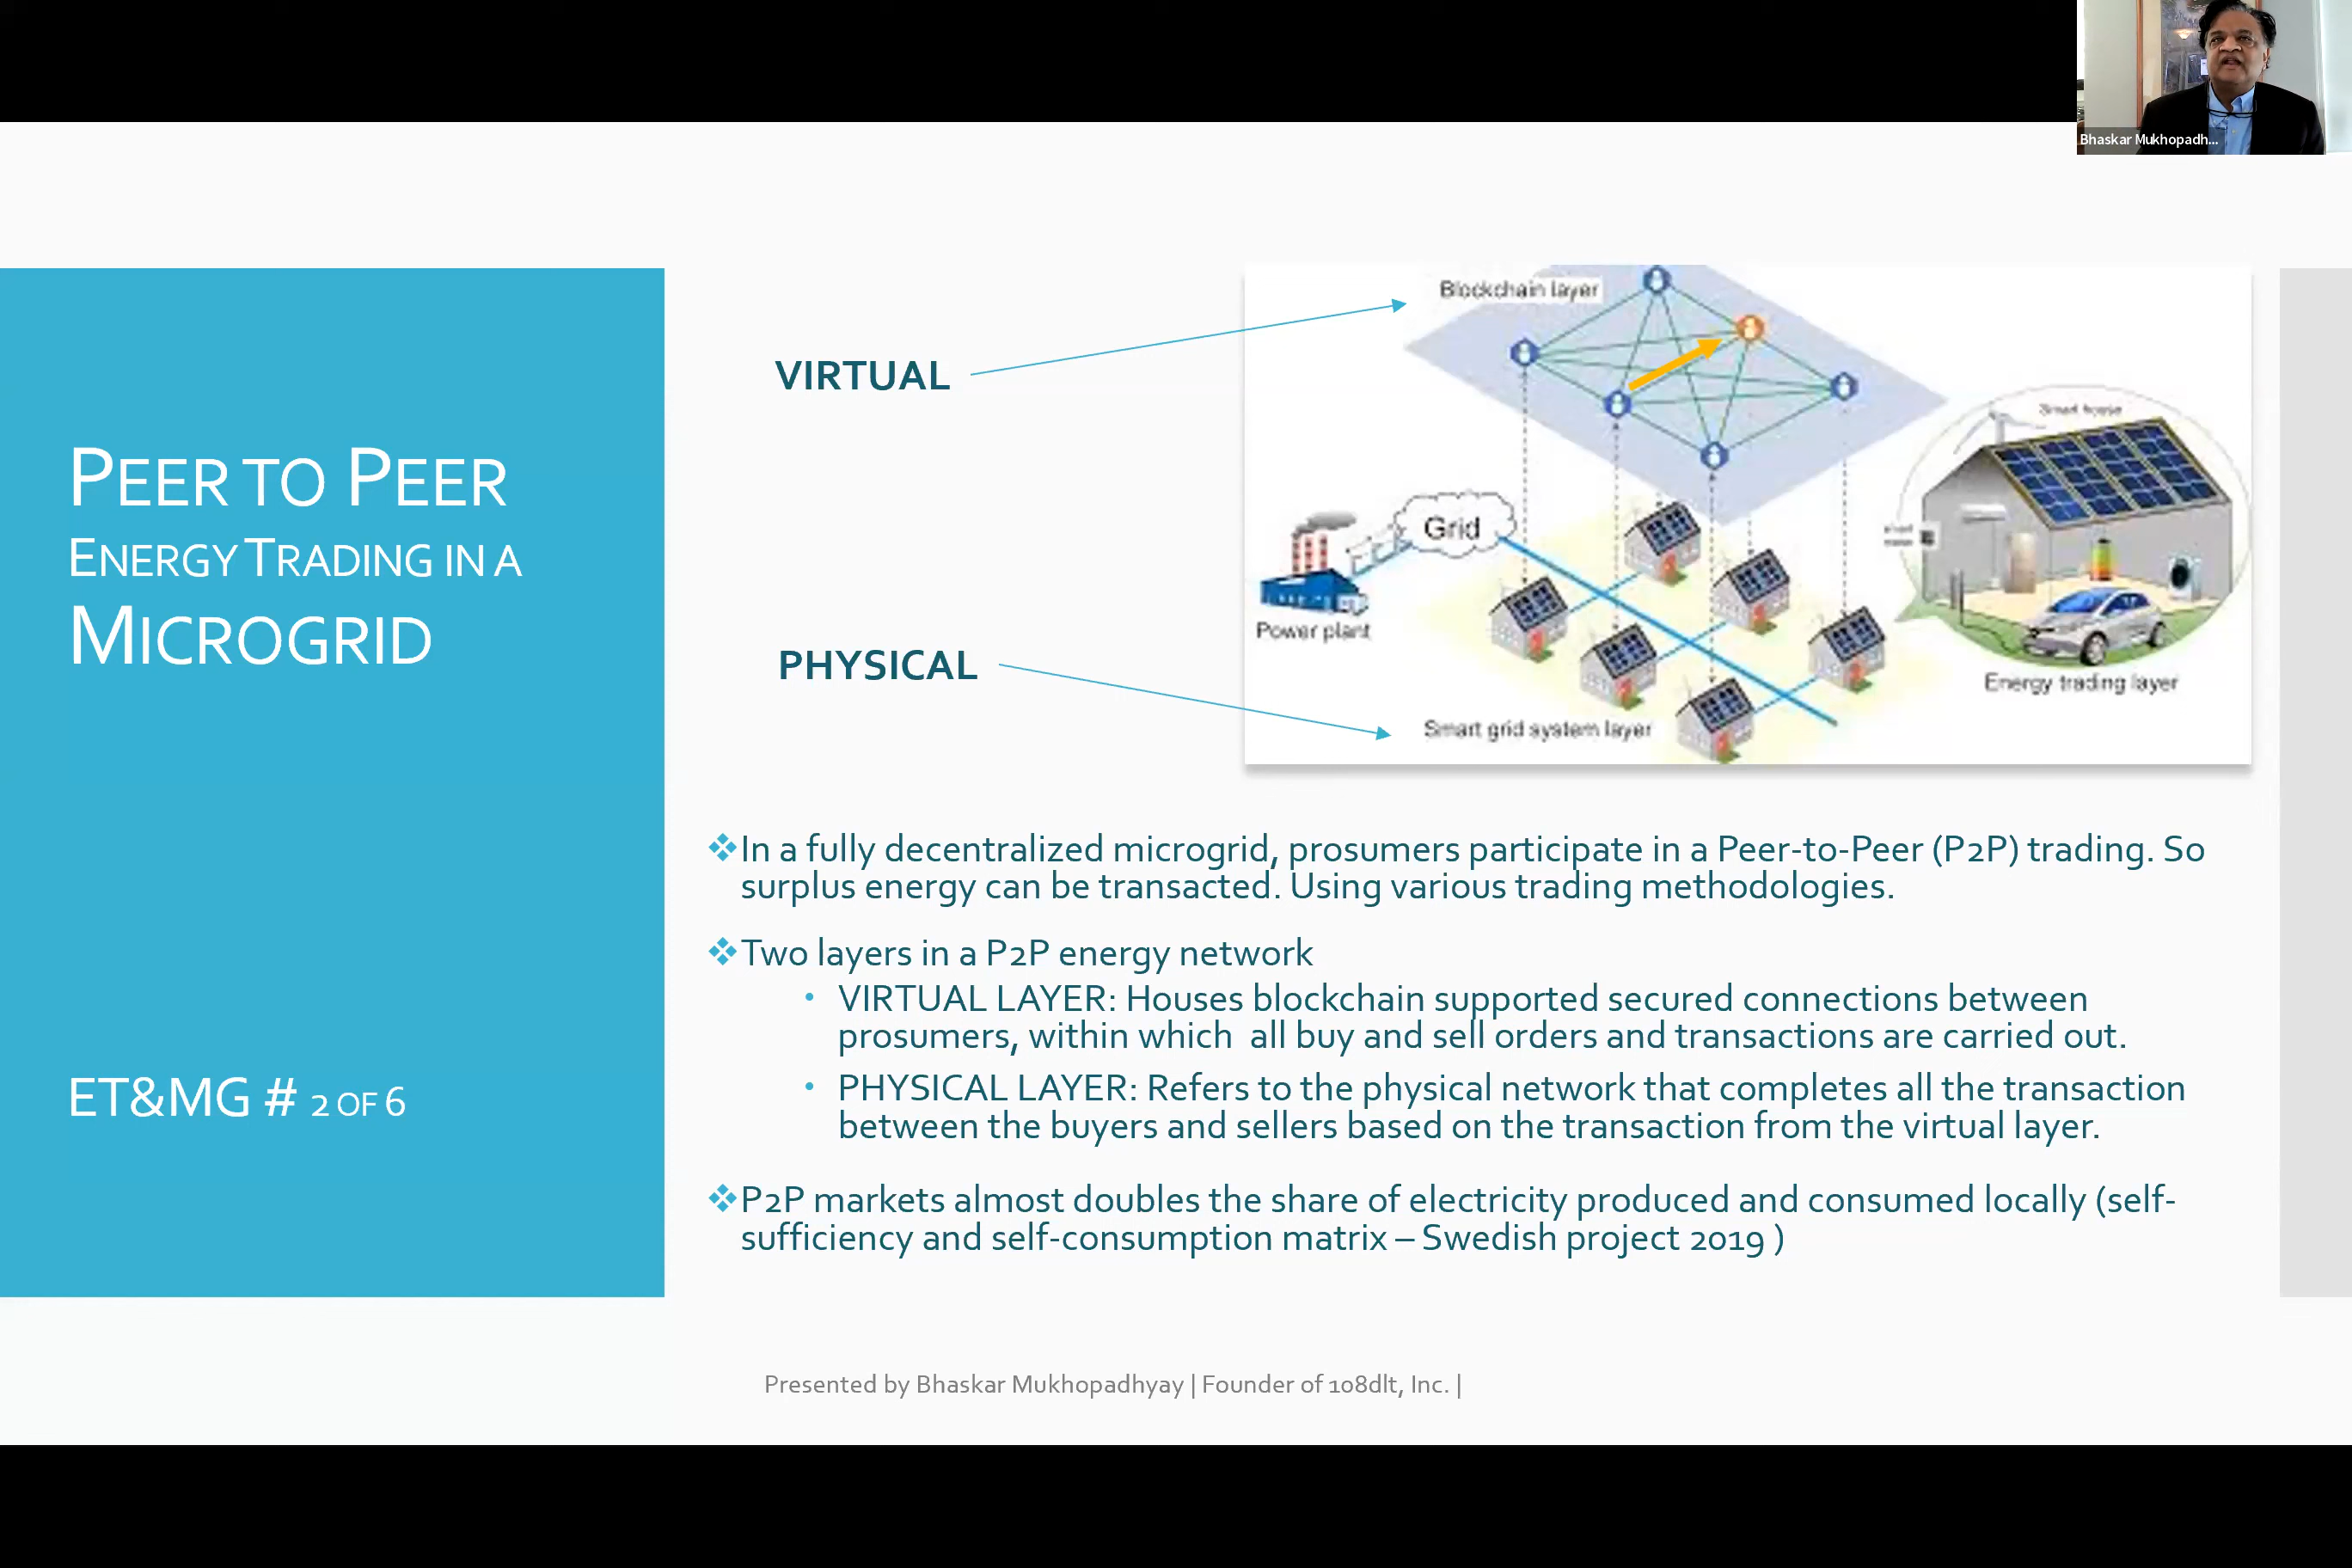 Bhaskar Mukhopadh...
PEER TO PEER
ENERGY TRADING IN A
MICROGRID
ET&MG # 2 OF 6
VIRTUAL
PHYSICAL
Blockchain layer
Smart house
Grid
Power plant
Energy trading layer
Smart grid system layer
In a fully decentralized microgrid, prosumers participate in a Peer-to-Peer (P2P) trading. So
surplus energy can be transacted. Using various trading methodologies.
Two layers in a P2P energy network
VIRTUAL LAYER: Houses blockchain supported secured connections between
prosumers, within which all buy and sell orders and transactions are carried out.
PHYSICAL LAYER: Refers to the physical network that completes all the transaction
between the buyers and sellers based on the transaction from the virtual layer.
P2P markets almost doubles the share of electricity produced and consumed locally (self-
sufficiency and self-consumption matrix – Swedish project 2019 )
Presented by Bhaskar Mukhopadhyay | Founder of 108dlt, Inc. |